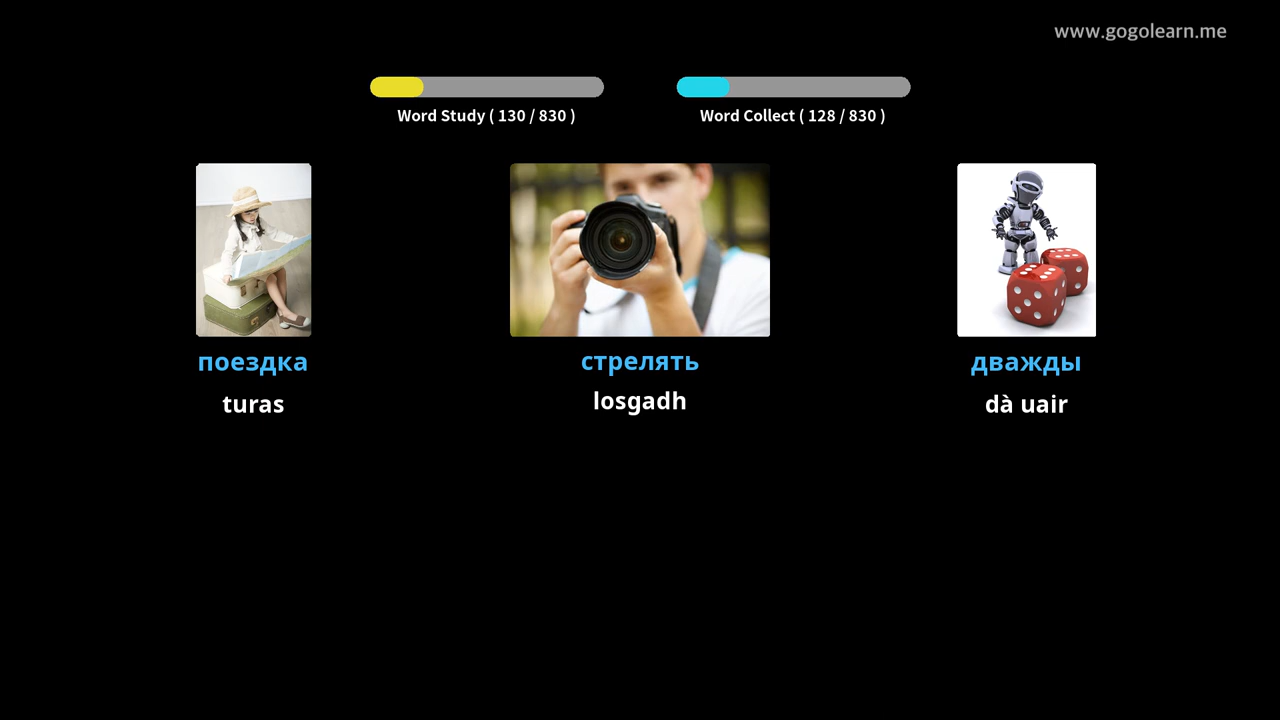 www.gogolearn.me
Word Study ( 130 / 830 )
Word Collect ( 128 / 830 )
поездка
стрелять
дважды
turas
losgadh
dà uair